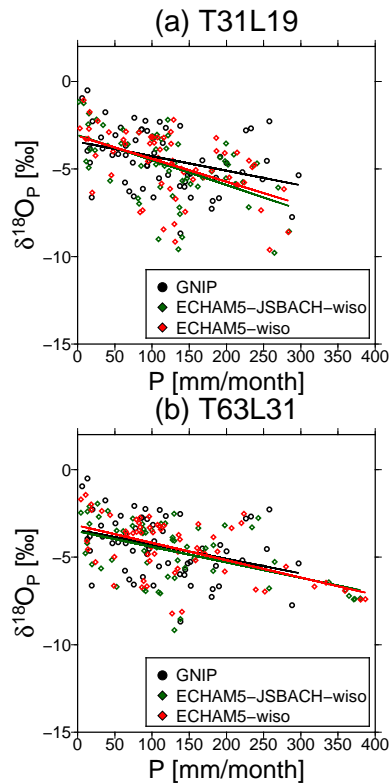 (a) T31L19
0
−5
−10
−15
δ¹⁸Oₚ [‰]
GNIP
ECHAM5−JSBACH−wiso
ECHAM5−wiso
0 50 100 150 200 250 300 350 400
P [mm/month]
(b) T63L31
0
−5
−10
−15
δ¹⁸Oₚ [‰]
GNIP
ECHAM5−JSBACH−wiso
ECHAM5−wiso
0 50 100 150 200 250 300 350 400
P [mm/month]